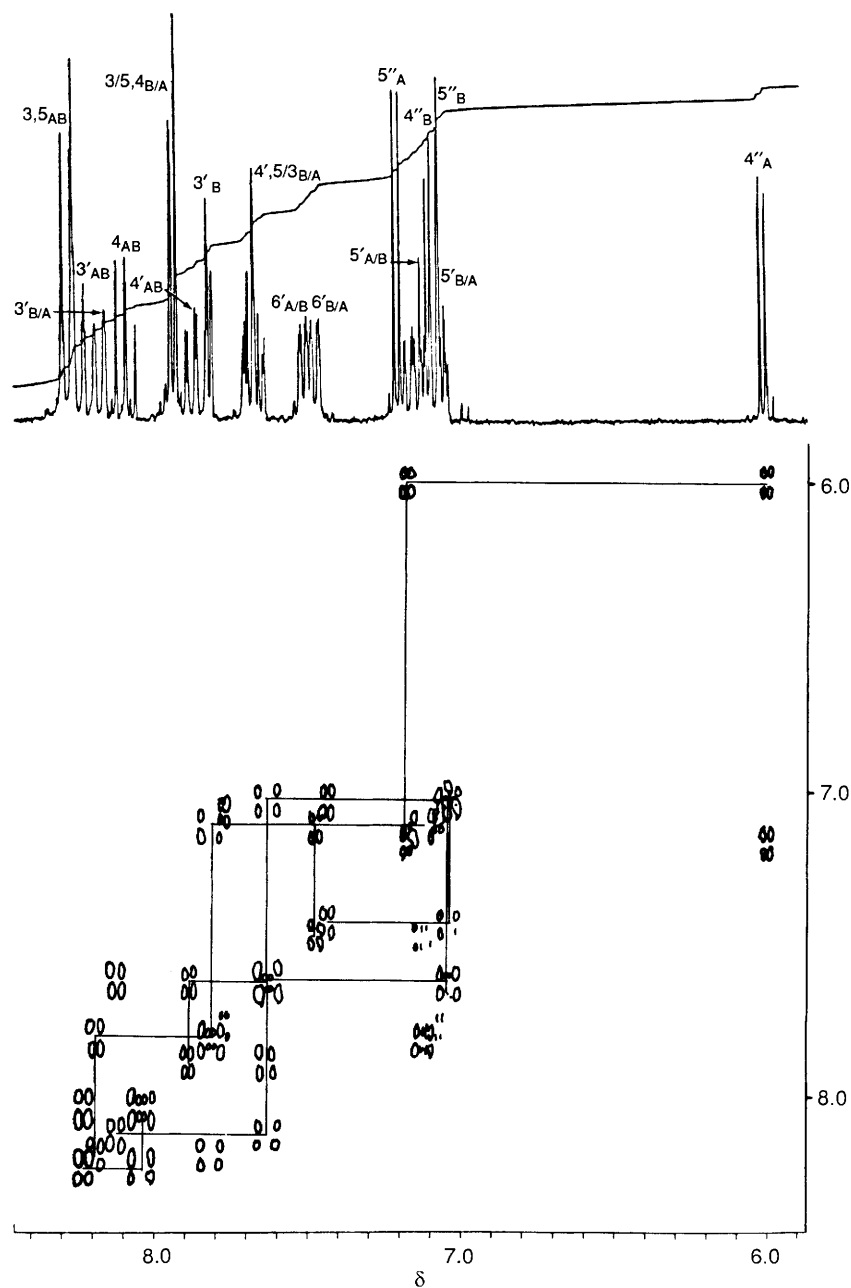 3/5,4B/A
3,5AB
5″A
5″B
4″B
3′B
4′,5/3B/A
4″A
4AB
3′AB
5′A/B
4′AB
3′B/A
6′A/B 6′B/A
5′B/A
6.0
7.0
8.0
8.0 7.0 6.0
δ